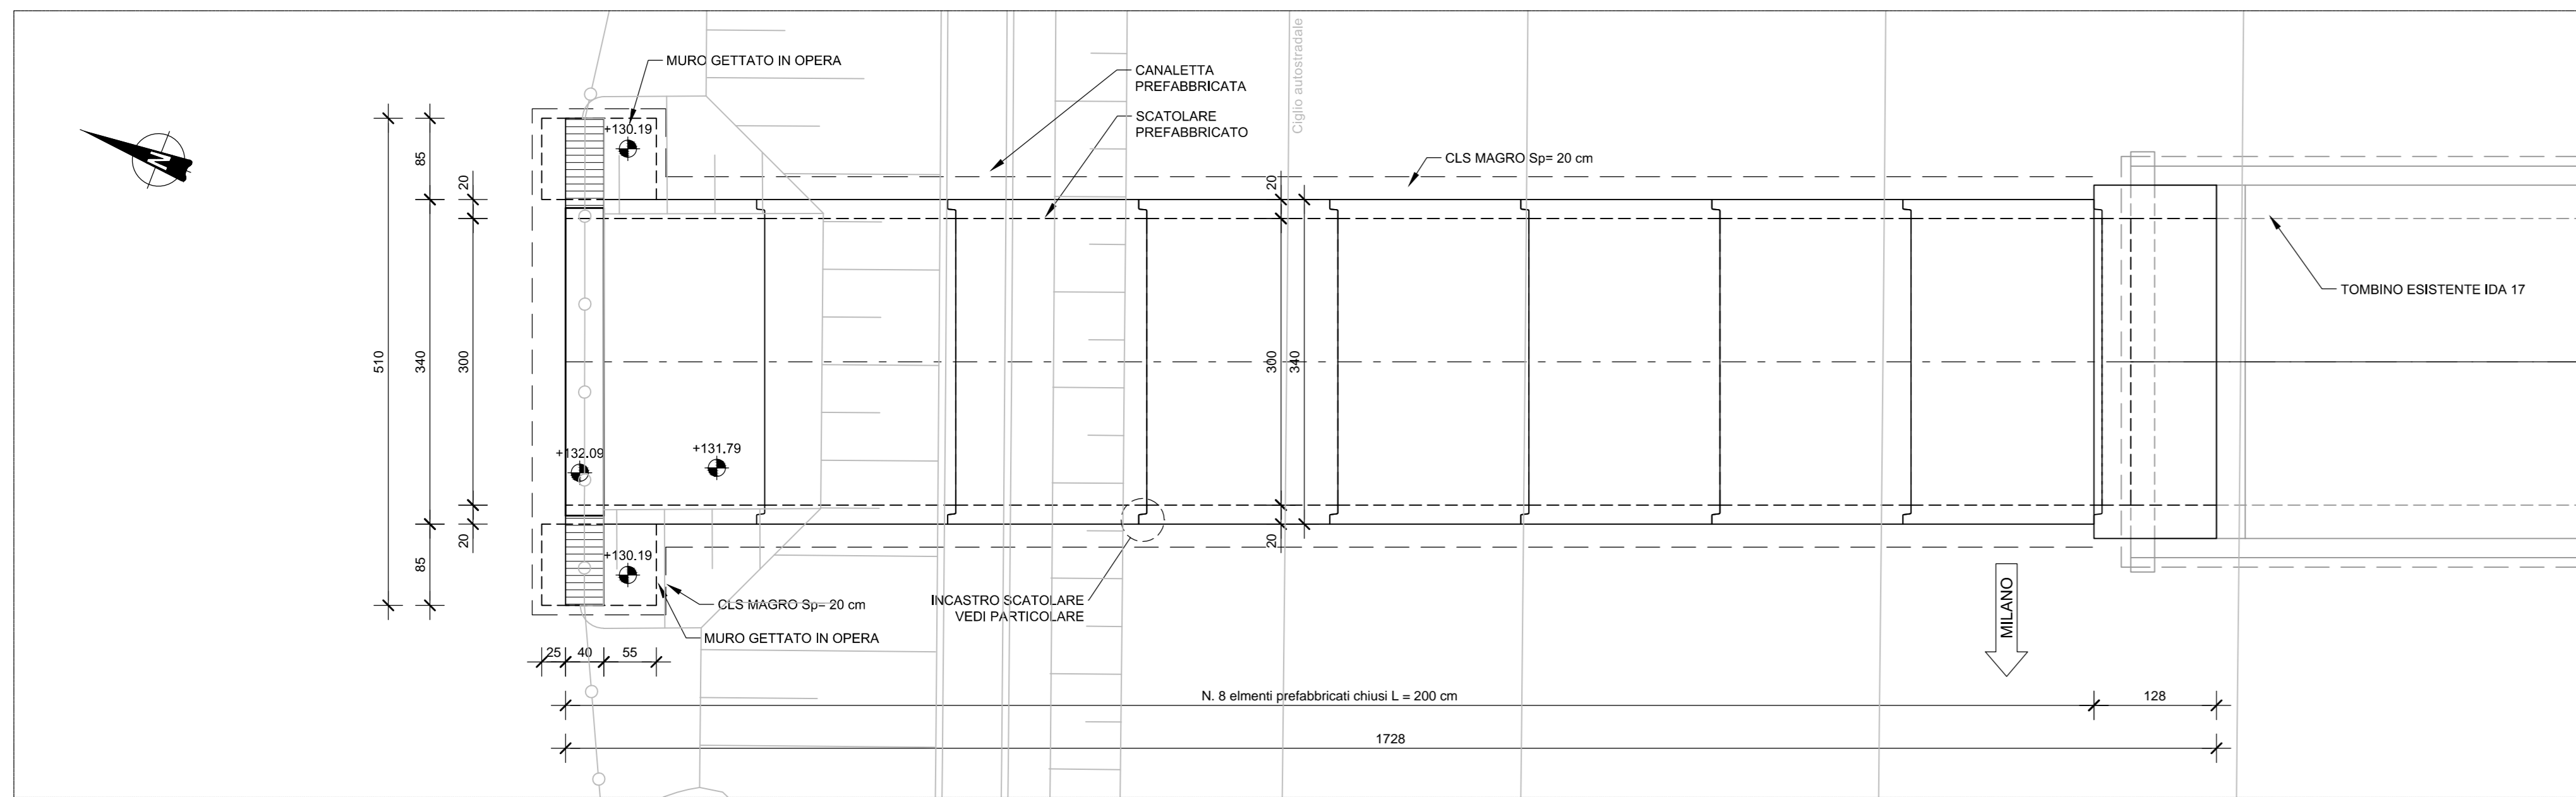 MURO GETTATO IN OPERA
CANALETTA
PREFABBRICATA
SCATOLARE
PREFABBRICATO
Ciglio autostradale
CLS MAGRO Sp= 20 cm
N
+130.19
85
20
20
TOMBINO ESISTENTE IDA 17
510
340
300
300
340
+132.09
+131.79
20
20
85
+130.19
CLS MAGRO Sp= 20 cm
MURO GETTATO IN OPERA
INCASTRO SCATOLARE
VEDI PARTICOLARE
MILANO
25
40
55
N. 8 elmenti prefabbricati chiusi L = 200 cm
128
1728